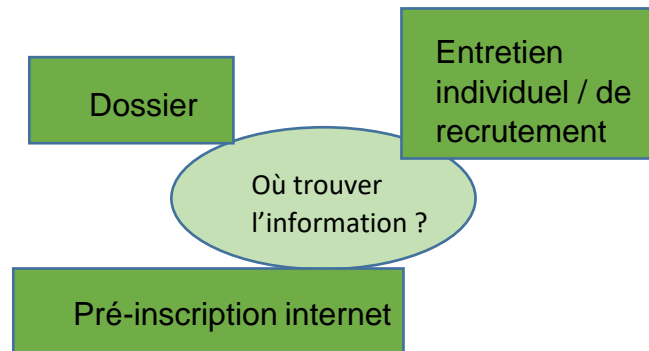 Entretien
individuel / de
recrutement
Dossier
Où trouver
l’information ?
Pré-inscription internet